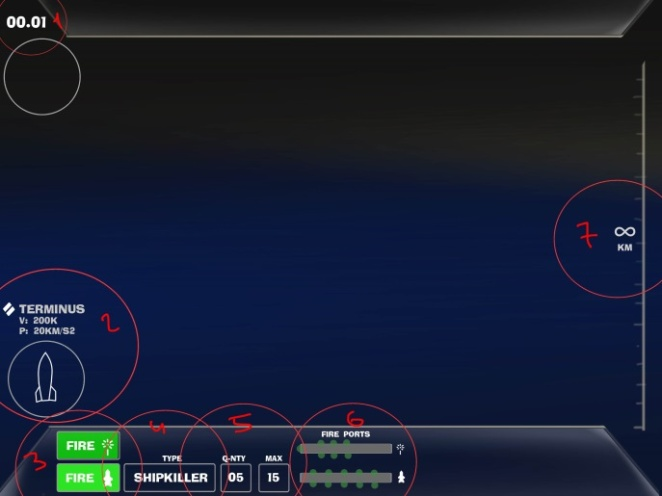 00.01 1
TERMINUS
V: 200K
P: 20KM/S2
2
7
∞
KM
3
4
5
6
FIRE
FIRE
TYPE
SHIPKILLER
Q-NTY
05
MAX
15
FIRE PORTS